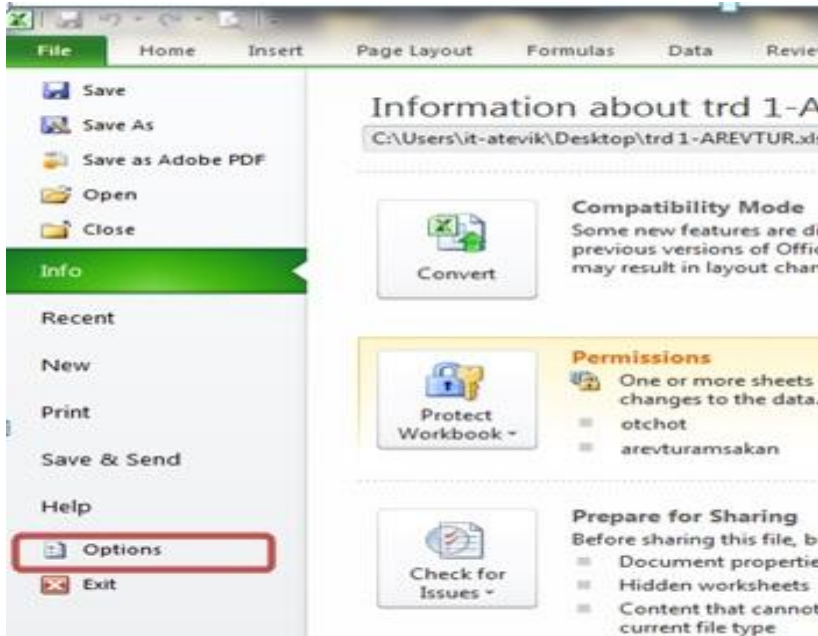 File Home Insert Page Layout Formulas Data Review
Save
Save As
Save as Adobe PDF
Open
Close
Info
Recent
New
Print
Save & Send
Help
Options
Exit
Information about trd 1-A
C:\Users\it-atevik\Desktop\trd 1-AREVTUR.xls
Convert
Compatibility Mode
Some new features are di
previous versions of Offic
may result in layout chan
Protect
Workbook
Permissions
One or more sheets
changes to the data.
otchot
arevturamsakan
Check for
Issues
Prepare for Sharing
Before sharing this file, b
Document propertie
Hidden worksheets
Content that cannot
current file type